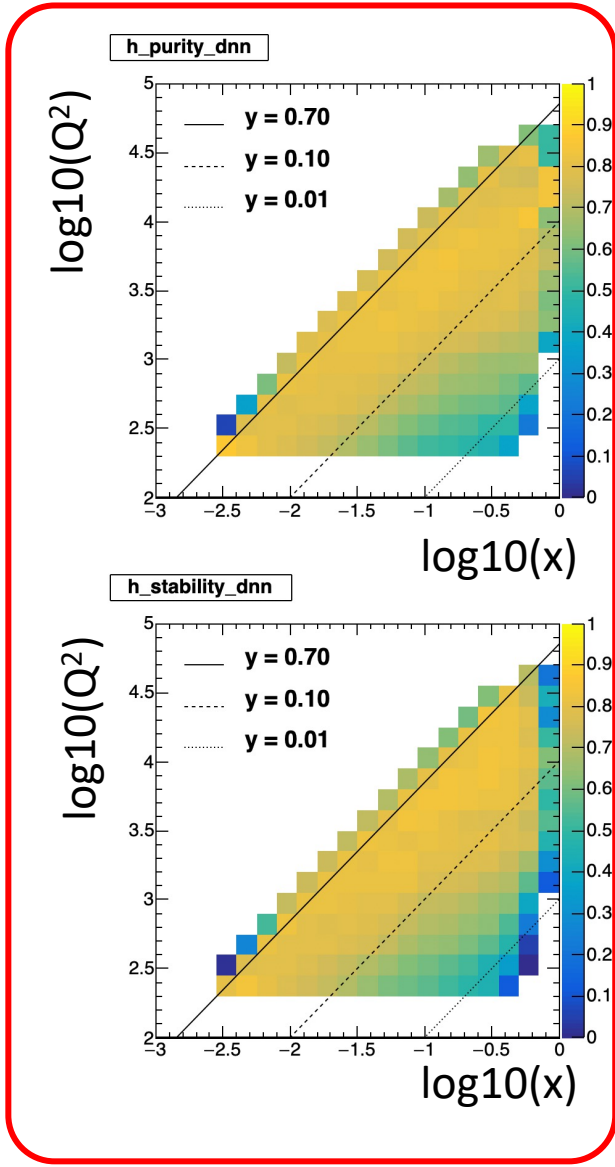 h_purity_dnn
log10(Q²)
5
4.5
4
3.5
3
2.5
2
y = 0.70
y = 0.10
y = 0.01
1
0.9
0.8
0.7
0.6
0.5
0.4
0.3
0.2
0.1
0
−3 −2.5 −2 −1.5 −1 −0.5 0
log10(x)
h_stability_dnn
log10(Q²)
5
4.5
4
3.5
3
2.5
2
y = 0.70
y = 0.10
y = 0.01
1
0.9
0.8
0.7
0.6
0.5
0.4
0.3
0.2
0.1
0
−3 −2.5 −2 −1.5 −1 −0.5 0
log10(x)